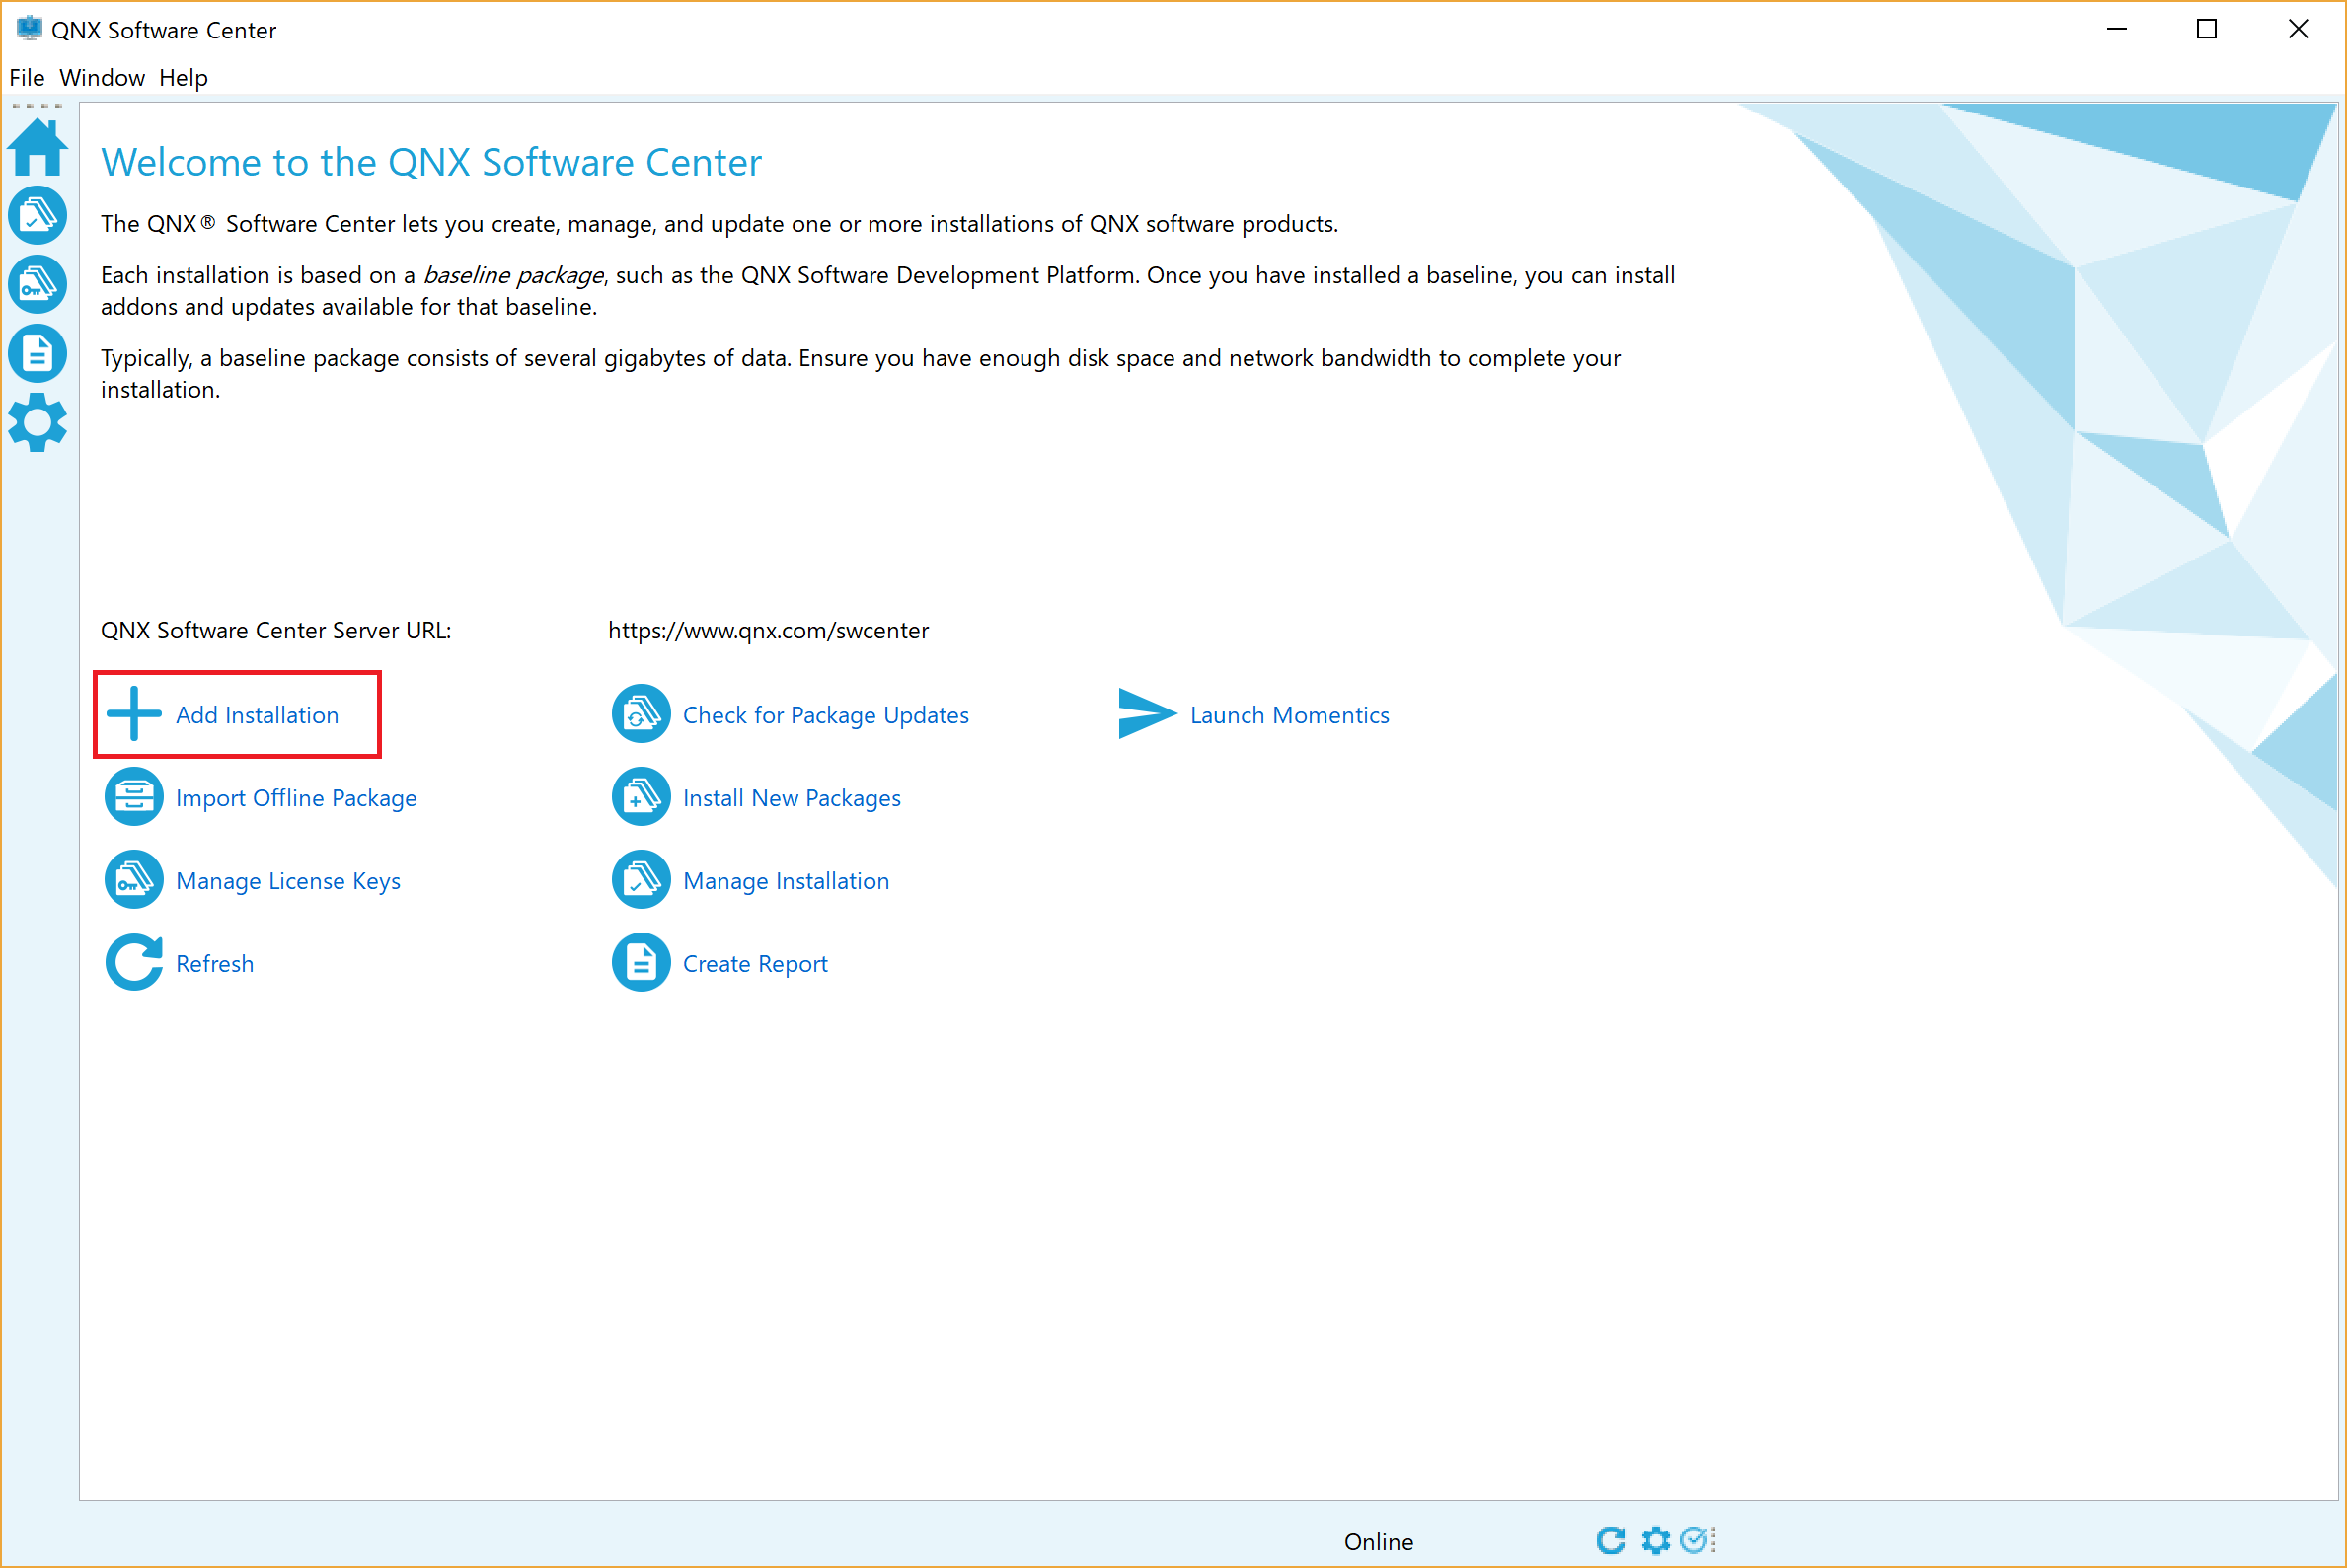 QNX Software Center
File Window Help
Welcome to the QNX Software Center
The QNX® Software Center lets you create, manage, and update one or more installations of QNX software products.
Each installation is based on a baseline package, such as the QNX Software Development Platform. Once you have installed a baseline, you can install
addons and updates available for that baseline.
Typically, a baseline package consists of several gigabytes of data. Ensure you have enough disk space and network bandwidth to complete your
installation.
QNX Software Center Server URL: https://www.qnx.com/swcenter
Add Installation Check for Package Updates Launch Momentics
Import Offline Package Install New Packages
Manage License Keys Manage Installation
Refresh Create Report
Online